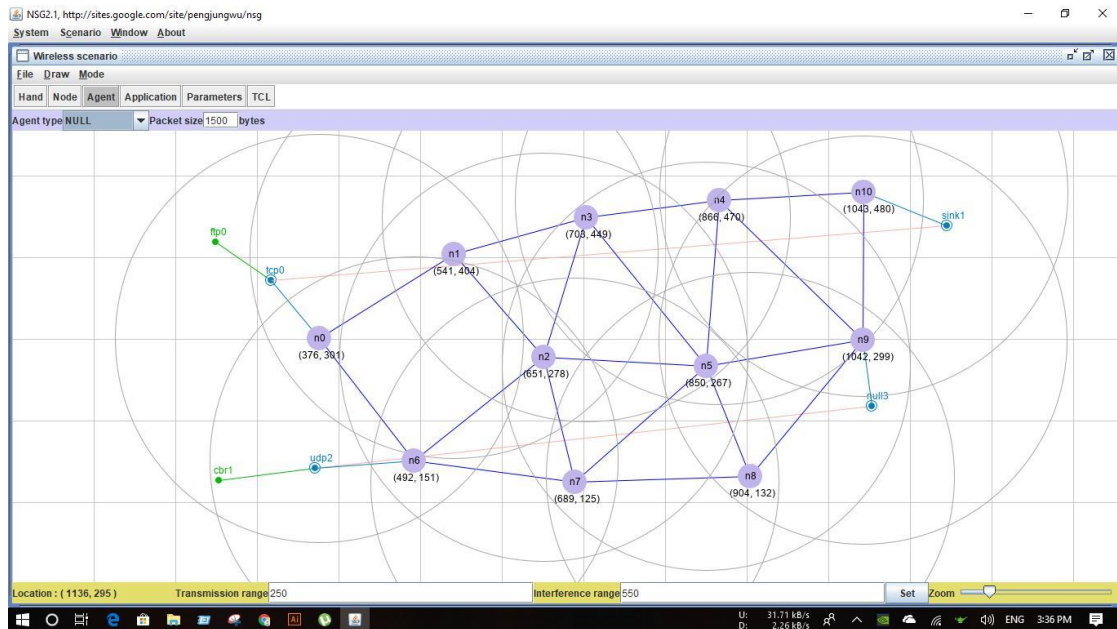 NSG2.1, http://sites.google.com/site/pengjungwu/nsg
System Scenario Window About
Wireless scenario
File Draw Mode
Hand Node Agent Application Parameters TCL
Agent type NULL Packet size 1500 bytes
n10
(1043, 480)
n4
(866, 470)
n3
(703, 449)
sink1
ftp0
n1
(541, 404)
tcp0
n0
(376, 301)
n9
(1042, 299)
n2
(651, 278)
n5
(850, 267)
null3
udp2
n6
(492, 151)
cbr1
n8
(904, 132)
n7
(689, 125)
Location : ( 1136, 295 ) Transmission range 250 Interference range 550 Set Zoom
Ai U: 31.71 kB/s ENG 3:36 PM
D: 2.26 kB/s